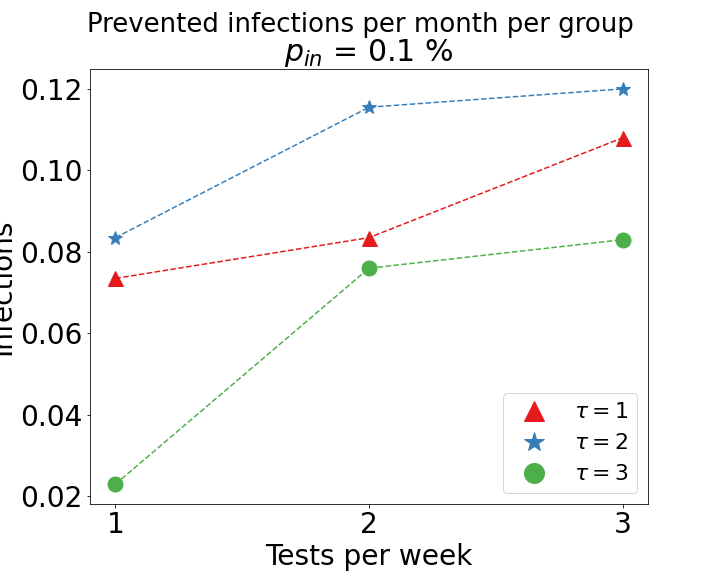 Prevented infections per month per group
p_in = 0.1 %
0.12
0.10
0.08
0.06
0.04
0.02
Infections
τ = 1
τ = 2
τ = 3
1 2 3
Tests per week